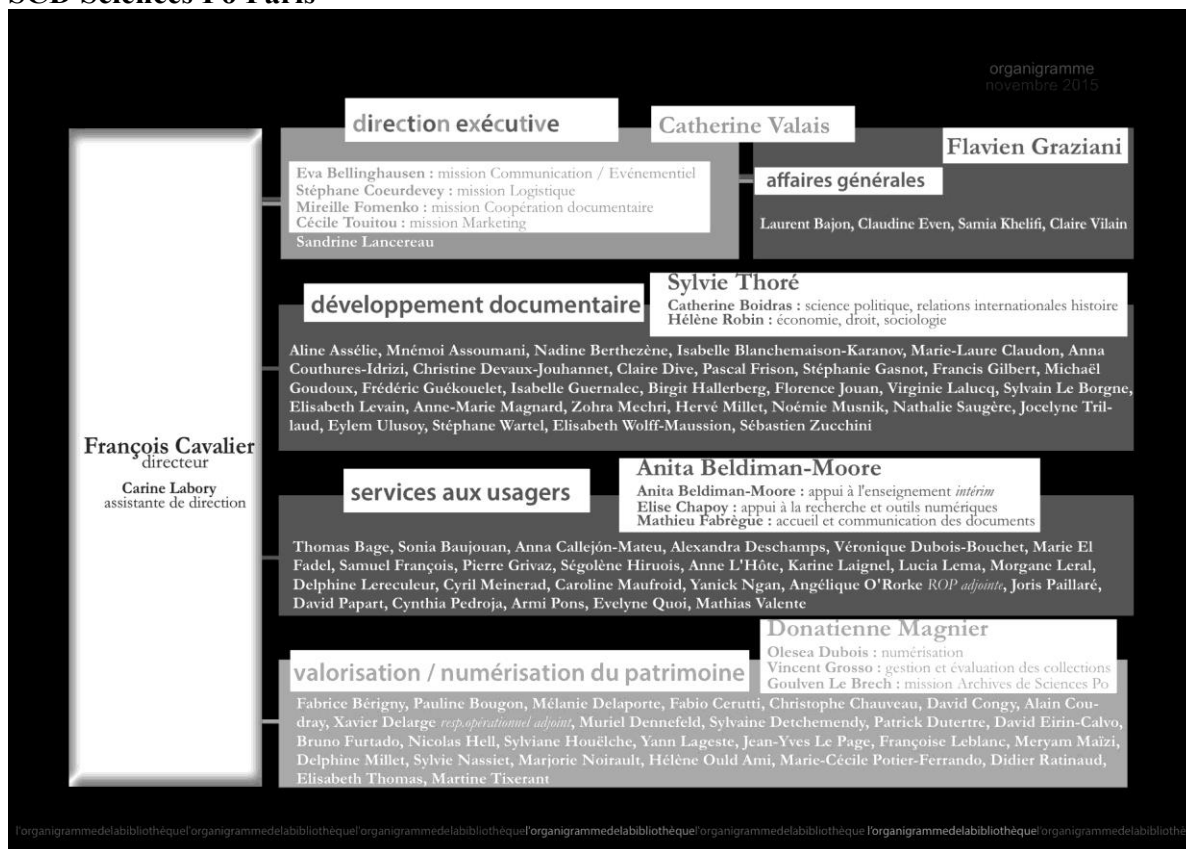 SCD Sciences Po Paris
organigramme
novembre 2015
direction exécutive
Catherine Valais
Eva Bellinghausen : mission Communication / Evénementiel
Stéphane Coeurdevey : mission Logistique
Mireille Fomenko : mission Coopération documentaire
Cécile Touitou : mission Marketing
Sandrine Lancereau
Flavien Graziani
affaires générales
Laurent Bajon, Claudine Even, Samia Khelifi, Claire Vilain
François Cavalier
directeur
Carine Labory
assistante de direction
développement documentaire
Sylvie Thoré
Catherine Boidras : science politique, relations internationales histoire
Hélène Robin : économie, droit, sociologie
Aline Assélie, Mnémoi Assoumani, Nadine Berthezène, Isabelle Blanchemaison-Karanov, Marie-Laure Claudon, Anna
Couthures-Idrizi, Christine Devaux-Jouhannet, Claire Dive, Pascal Frison, Stéphanie Gasnot, Francis Gilbert, Michaël
Goudoux, Frédéric Guékouelet, Isabelle Guernalec, Birgit Hallerberg, Florence Jouan, Virginie Lalucq, Sylvain Le Borgne,
Elisabeth Levain, Anne-Marie Magnard, Zohra Mechri, Hervé Millet, Noémie Musnik, Nathalie Saugère, Jocelyne Tril-
laud, Eylem Ulusoy, Stéphane Wartel, Elisabeth Wolff-Maussion, Sébastien Zucchini
services aux usagers
Anita Beldiman-Moore
Anita Beldiman-Moore : appui à l'enseignement intérim
Elise Chapoy : appui à la recherche et outils numériques
Mathieu Fabrègue : accueil et communication des documents
Thomas Bage, Sonia Baujouan, Anna Callejón-Mateu, Alexandra Deschamps, Véronique Dubois-Bouchet, Marie El
Fadel, Samuel François, Pierre Grivaz, Ségolène Hiruois, Anne L'Hôte, Karine Laignel, Lucia Lema, Morgane Leral,
Delphine Lereculeur, Cyril Meinerad, Caroline Maufroid, Yanick Ngan, Angélique O'Rorke ROP adjointe, Joris Paillaré,
David Papart, Cynthia Pedroja, Armi Pons, Evelyne Quoi, Mathias Valente
valorisation / numérisation du patrimoine
Donatienne Magnier
Olesea Dubois : numérisation
Vincent Grosso : gestion et évaluation des collections
Goulven Le Brech : mission Archives de Sciences Po
Fabrice Bérigny, Pauline Bougon, Mélanie Delaporte, Fabio Cerutti, Christophe Chauveau, David Congy, Alain Cou-
dray, Xavier Delarge resp.opérationnel adjoint, Muriel Dennefeld, Sylvaine Detchemendy, Patrick Dutertre, David Eirin-Calvo,
Bruno Furtado, Nicolas Hell, Sylviane Houëlche, Yann Lageste, Jean-Yves Le Page, Françoise Leblanc, Meryam Maïzi,
Delphine Millet, Sylvie Nassiet, Marjorie Noirault, Hélène Ould Ami, Marie-Cécile Potier-Ferrando, Didier Ratinaud,
Elisabeth Thomas, Martine Tixerant
l'organigrammedelabibliothèquel'organigrammedelabibliothèquel'organigrammedelabibliothèquel'organigrammedelabibliothèquel'organigrammedelabibliothèque l'organigrammedelabibliothèquel'organigrammedelabiblioth